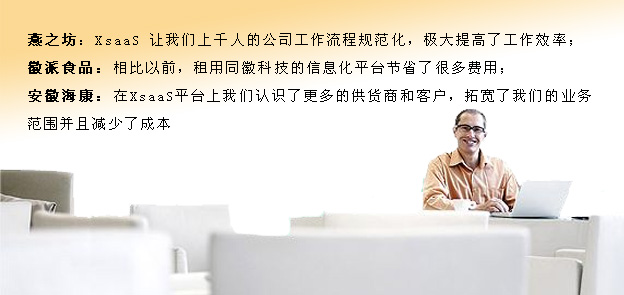 燕之坊：XsaaS 让我们上千人的公司工作流程规范化，极大提高了工作效率；
徽派食品：相比以前，租用同徽科技的信息化平台节省了很多费用；
安徽海康：在XsaaS平台上我们认识了更多的供货商和客户，拓宽了我们的业务
范围并且减少了成本